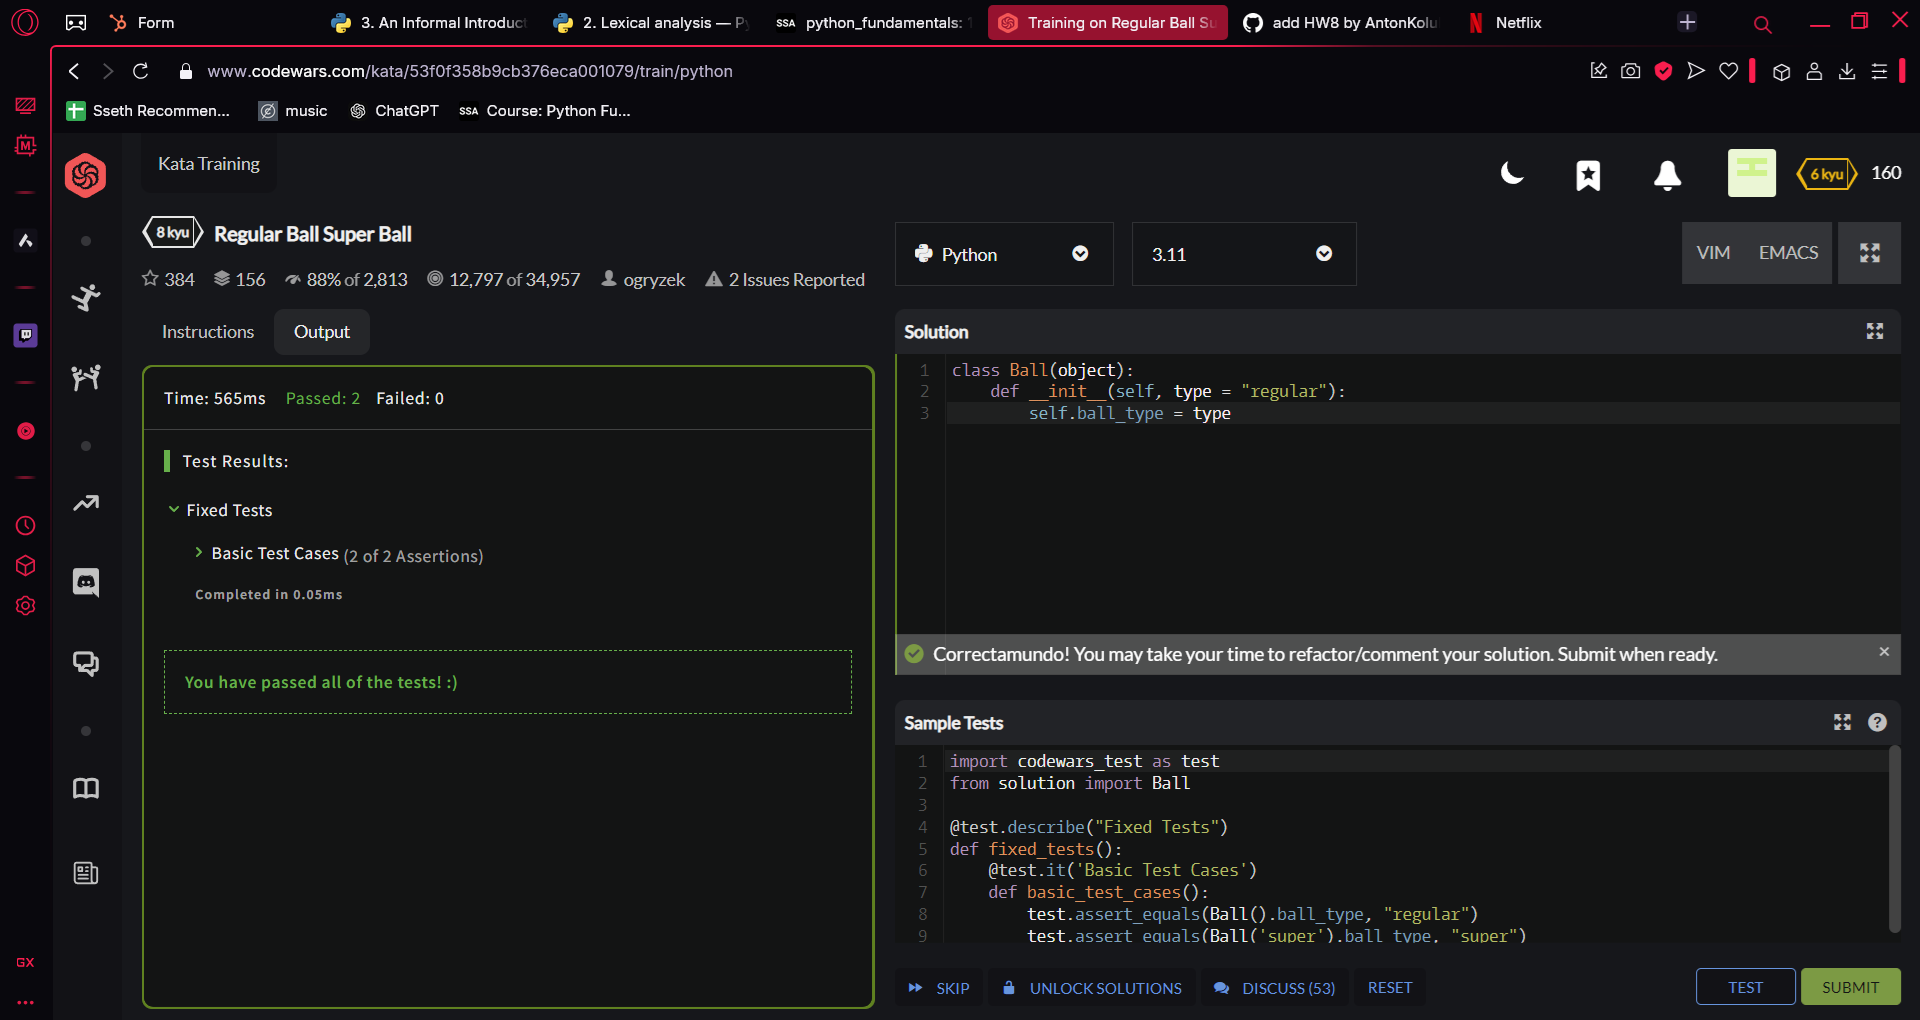 Form
3. An Informal Introduct
2. Lexical analysis — Py
SSA python_fundamentals: 1
Training on Regular Ball Su
add HW8 by AntonKolu
Netflix
www.codewars.com/kata/53f0f358b9cb376eca001079/train/python
Sseth Recommen...
music
ChatGPT
SSA Course: Python Fu...
M
Kata Training
6 kyu
160
8 kyu
Regular Ball Super Ball
384
156
88% of 2,813
12,797 of 34,957
ogryzek
2 Issues Reported
Python
3.11
VIM
EMACS
Instructions
Output
Time: 565ms
Passed: 2
Failed: 0
Test Results:
Fixed Tests
Basic Test Cases (2 of 2 Assertions)
Completed in 0.05ms
You have passed all of the tests! :)
Solution
1 class Ball(object):
2     def __init__(self, type = "regular"):
3         self.ball_type = type
Correctamundo! You may take your time to refactor/comment your solution. Submit when ready.
Sample Tests
1 import codewars_test as test
2 from solution import Ball
3
4 @test.describe("Fixed Tests")
5 def fixed_tests():
6     @test.it('Basic Test Cases')
7     def basic_test_cases():
8         test.assert_equals(Ball().ball_type, "regular")
9         test.assert_equals(Ball('super').ball_type, "super")
SKIP
UNLOCK SOLUTIONS
DISCUSS (53)
RESET
TEST
SUBMIT
GX